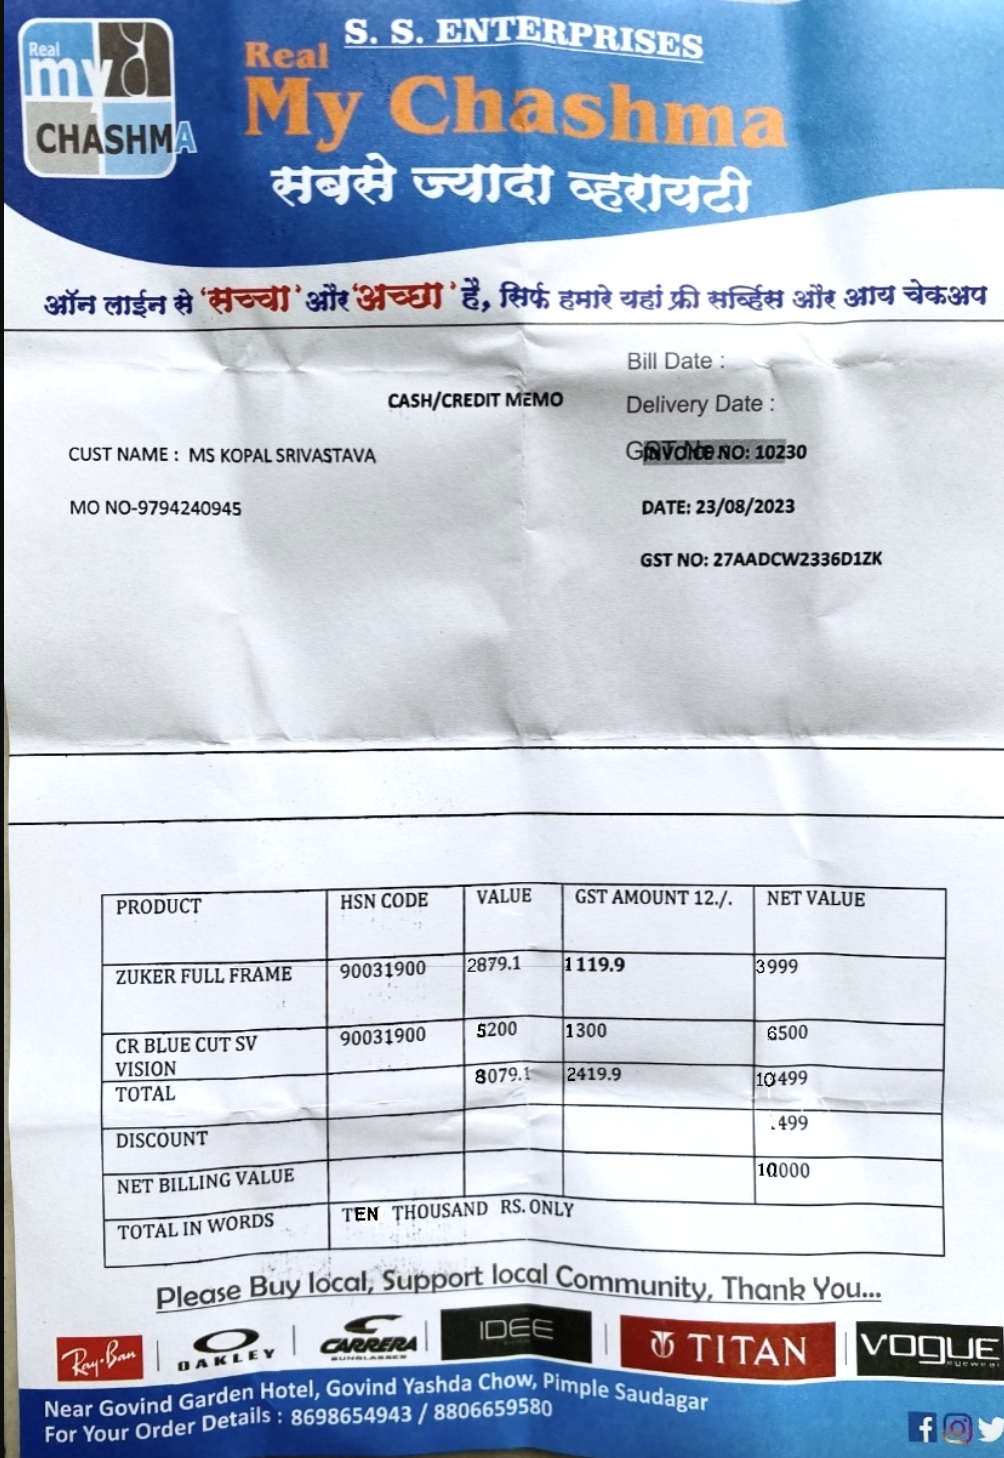 S. S. ENTERPRISES
Real
my
CHASHMA
Real
My Chashma
सबसे ज्यादा व्हरायटी
ऑन लाईन से 'सच्चा' और 'अच्छा' है, सिर्फ हमारे यहां फ्री सर्व्हिस और आय चेकअप
Bill Date :
CASH/CREDIT MEMO
Delivery Date :
CUST NAME : MS KOPAL SRIVASTAVA
INVOICE NO: 10230
MO NO-9794240945
DATE: 23/08/2023
GST NO: 27AADCW2336D1ZK
PRODUCT HSN CODE VALUE GST AMOUNT 12./. NET VALUE
ZUKER FULL FRAME 90031900 2879.1 1119.9 3999
CR BLUE CUT SV VISION 90031900 5200 1300 6500
TOTAL 8079.1 2419.9 10499
DISCOUNT .499
NET BILLING VALUE 10000
TOTAL IN WORDS TEN THOUSAND RS. ONLY
Please Buy local, Support local Community, Thank You...
Ray-Ban OAKLEY CARRERA SUNGLASSES IDEE TITAN VOGUE eyewear
Near Govind Garden Hotel, Govind Yashda Chow, Pimple Saudagar
For Your Order Details : 8698654943 / 8806659580